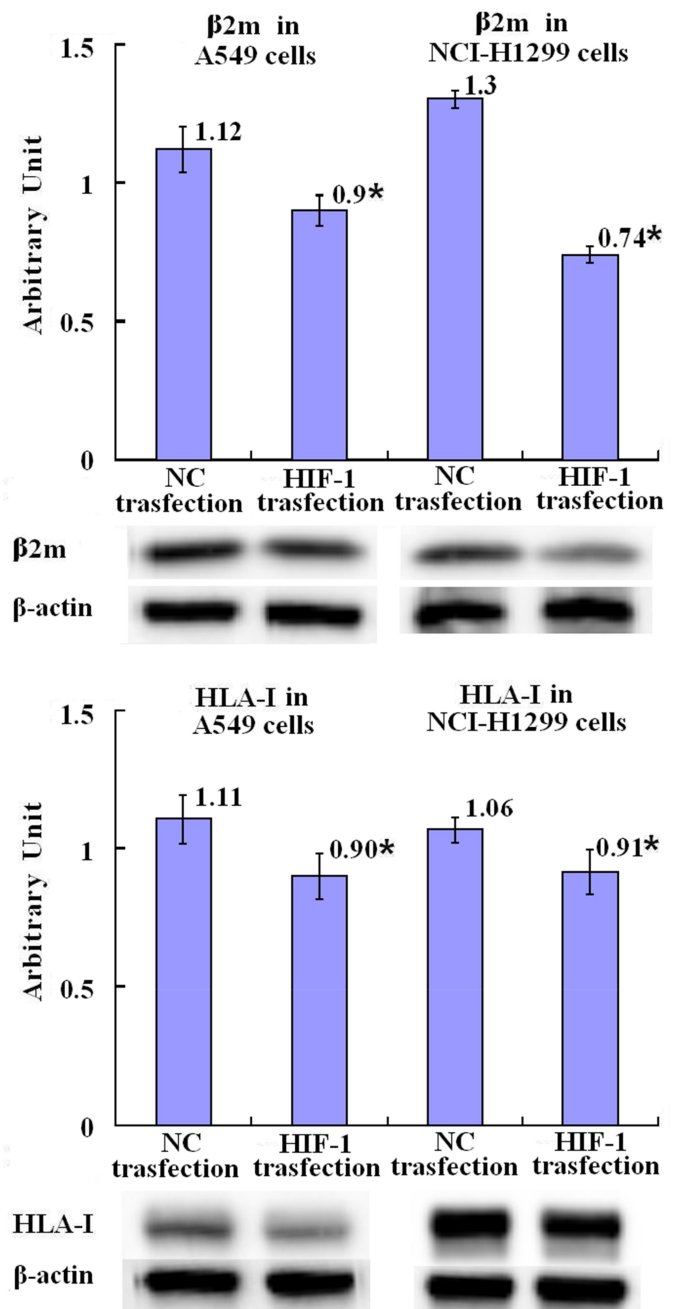 β2m in
A549 cells
β2m in
NCI-H1299 cells
Arbitrary Unit
1.5
1
0.5
0
1.12
0.9*
1.3
0.74*
NC
trasfection
HIF-1
trasfection
NC
trasfection
HIF-1
trasfection
β2m
β-actin
HLA-I in
A549 cells
HLA-I in
NCI-H1299 cells
Arbitrary Unit
1.5
1
0.5
0
1.11
0.90*
1.06
0.91*
NC
trasfection
HIF-1
trasfection
NC
trasfection
HIF-1
trasfection
HLA-I
β-actin